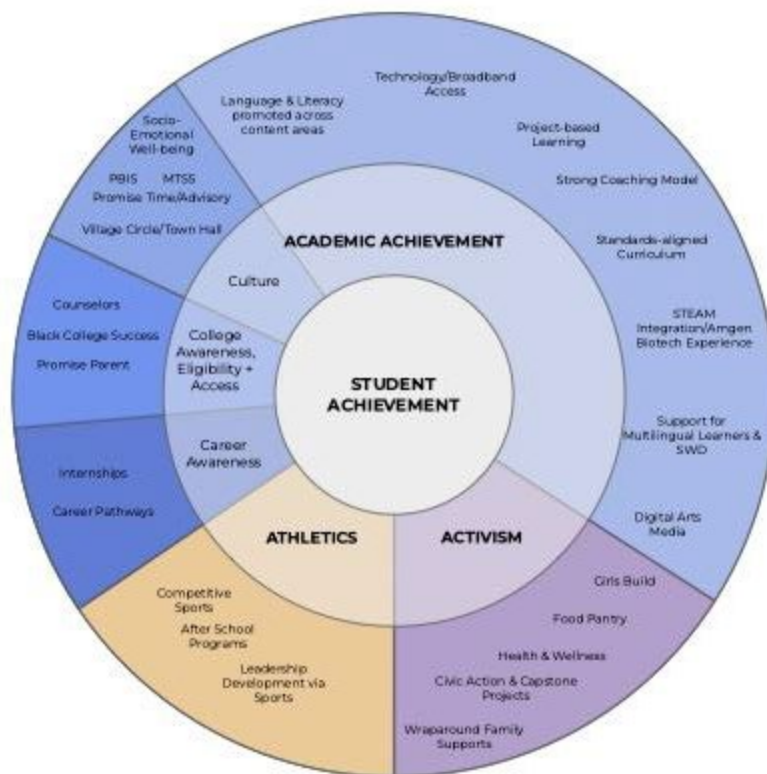 Technology/Broadband
Access
Language & Literacy
promoted across
content areas
Project-based
Learning
Strong Coaching Model
Standards-aligned
Curriculum
STEAM
Integration/Amgen
Biotech Experience
Support for
Multilingual Learners &
SWD
Digital Arts
Media
Socio-
Emotional
Well-being
PBIS MTSS
Promise Time/Advisory
Village Circle/Town Hall
Counselors
Black College Success
Promise Parent
Internships
Career Pathways
ACADEMIC ACHIEVEMENT
Culture
College
Awareness,
Eligibility +
Access
Career
Awareness
STUDENT
ACHIEVEMENT
ATHLETICS
ACTIVISM
Competitive
Sports
After School
Programs
Leadership
Development via
Sports
Girls Build
Food Pantry
Health & Wellness
Civic Action & Capstone
Projects
Wraparound Family
Supports